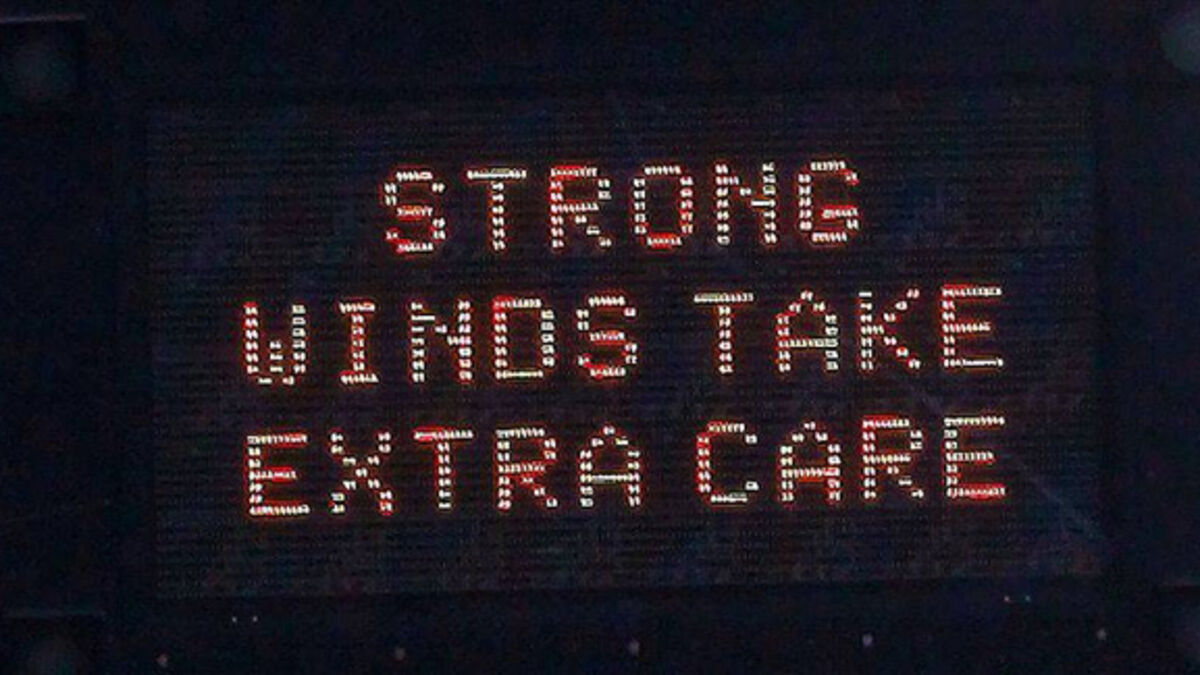 STRONG
WINDS TAKE
EXTRA CARE